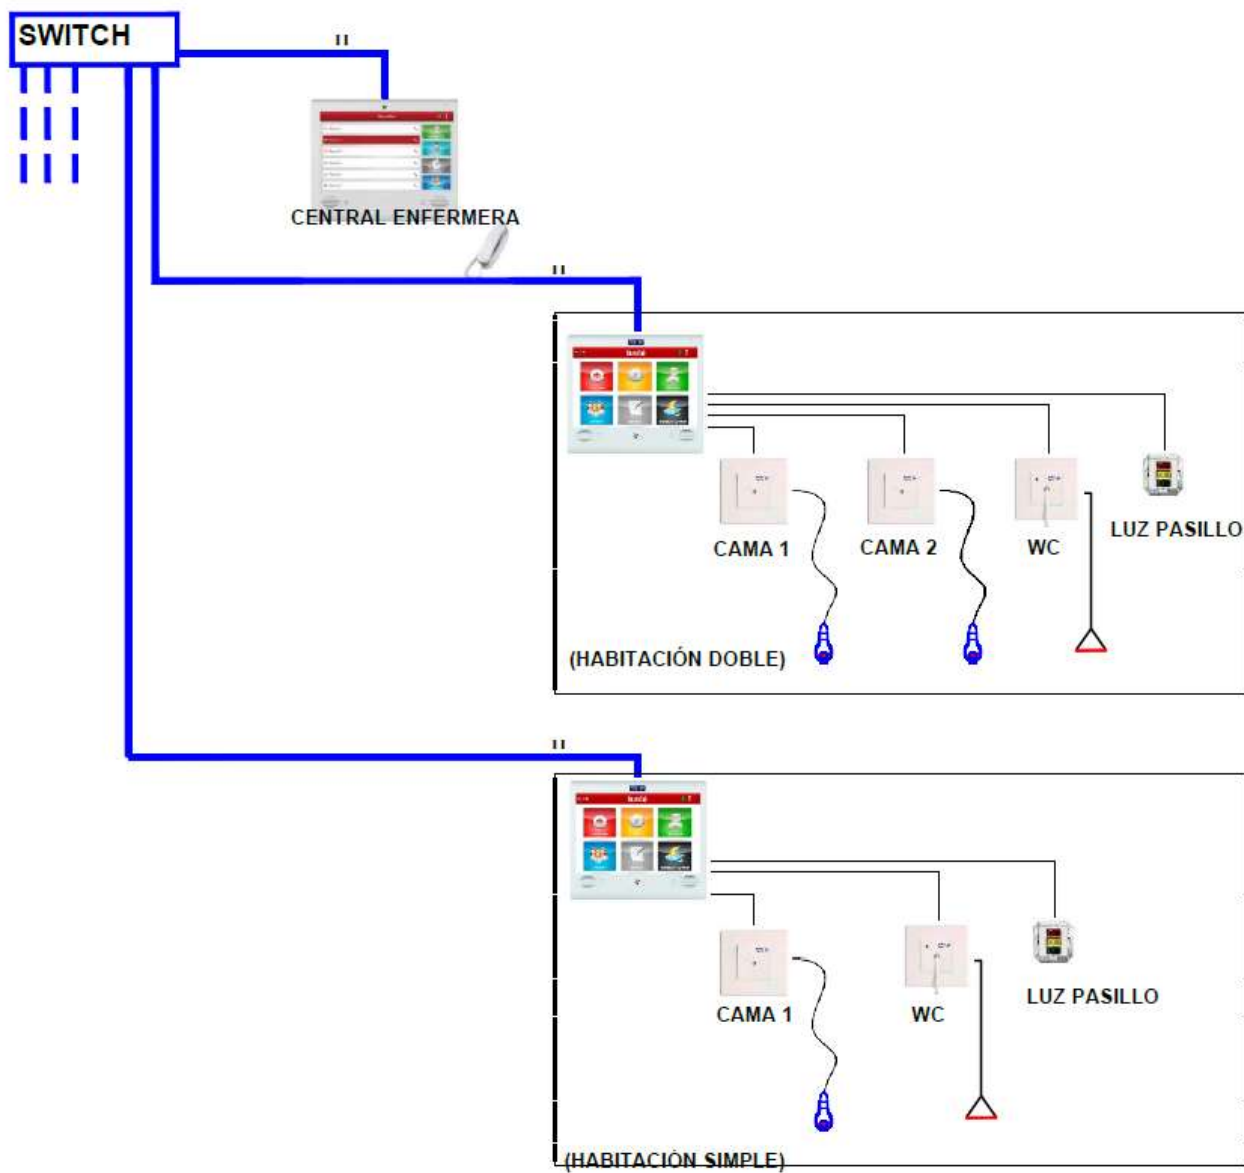 SWITCH
CENTRAL ENFERMERA
CAMA 1
CAMA 2
WC
LUZ PASILLO
(HABITACIÓN DOBLE)
CAMA 1
WC
LUZ PASILLO
(HABITACIÓN SIMPLE)